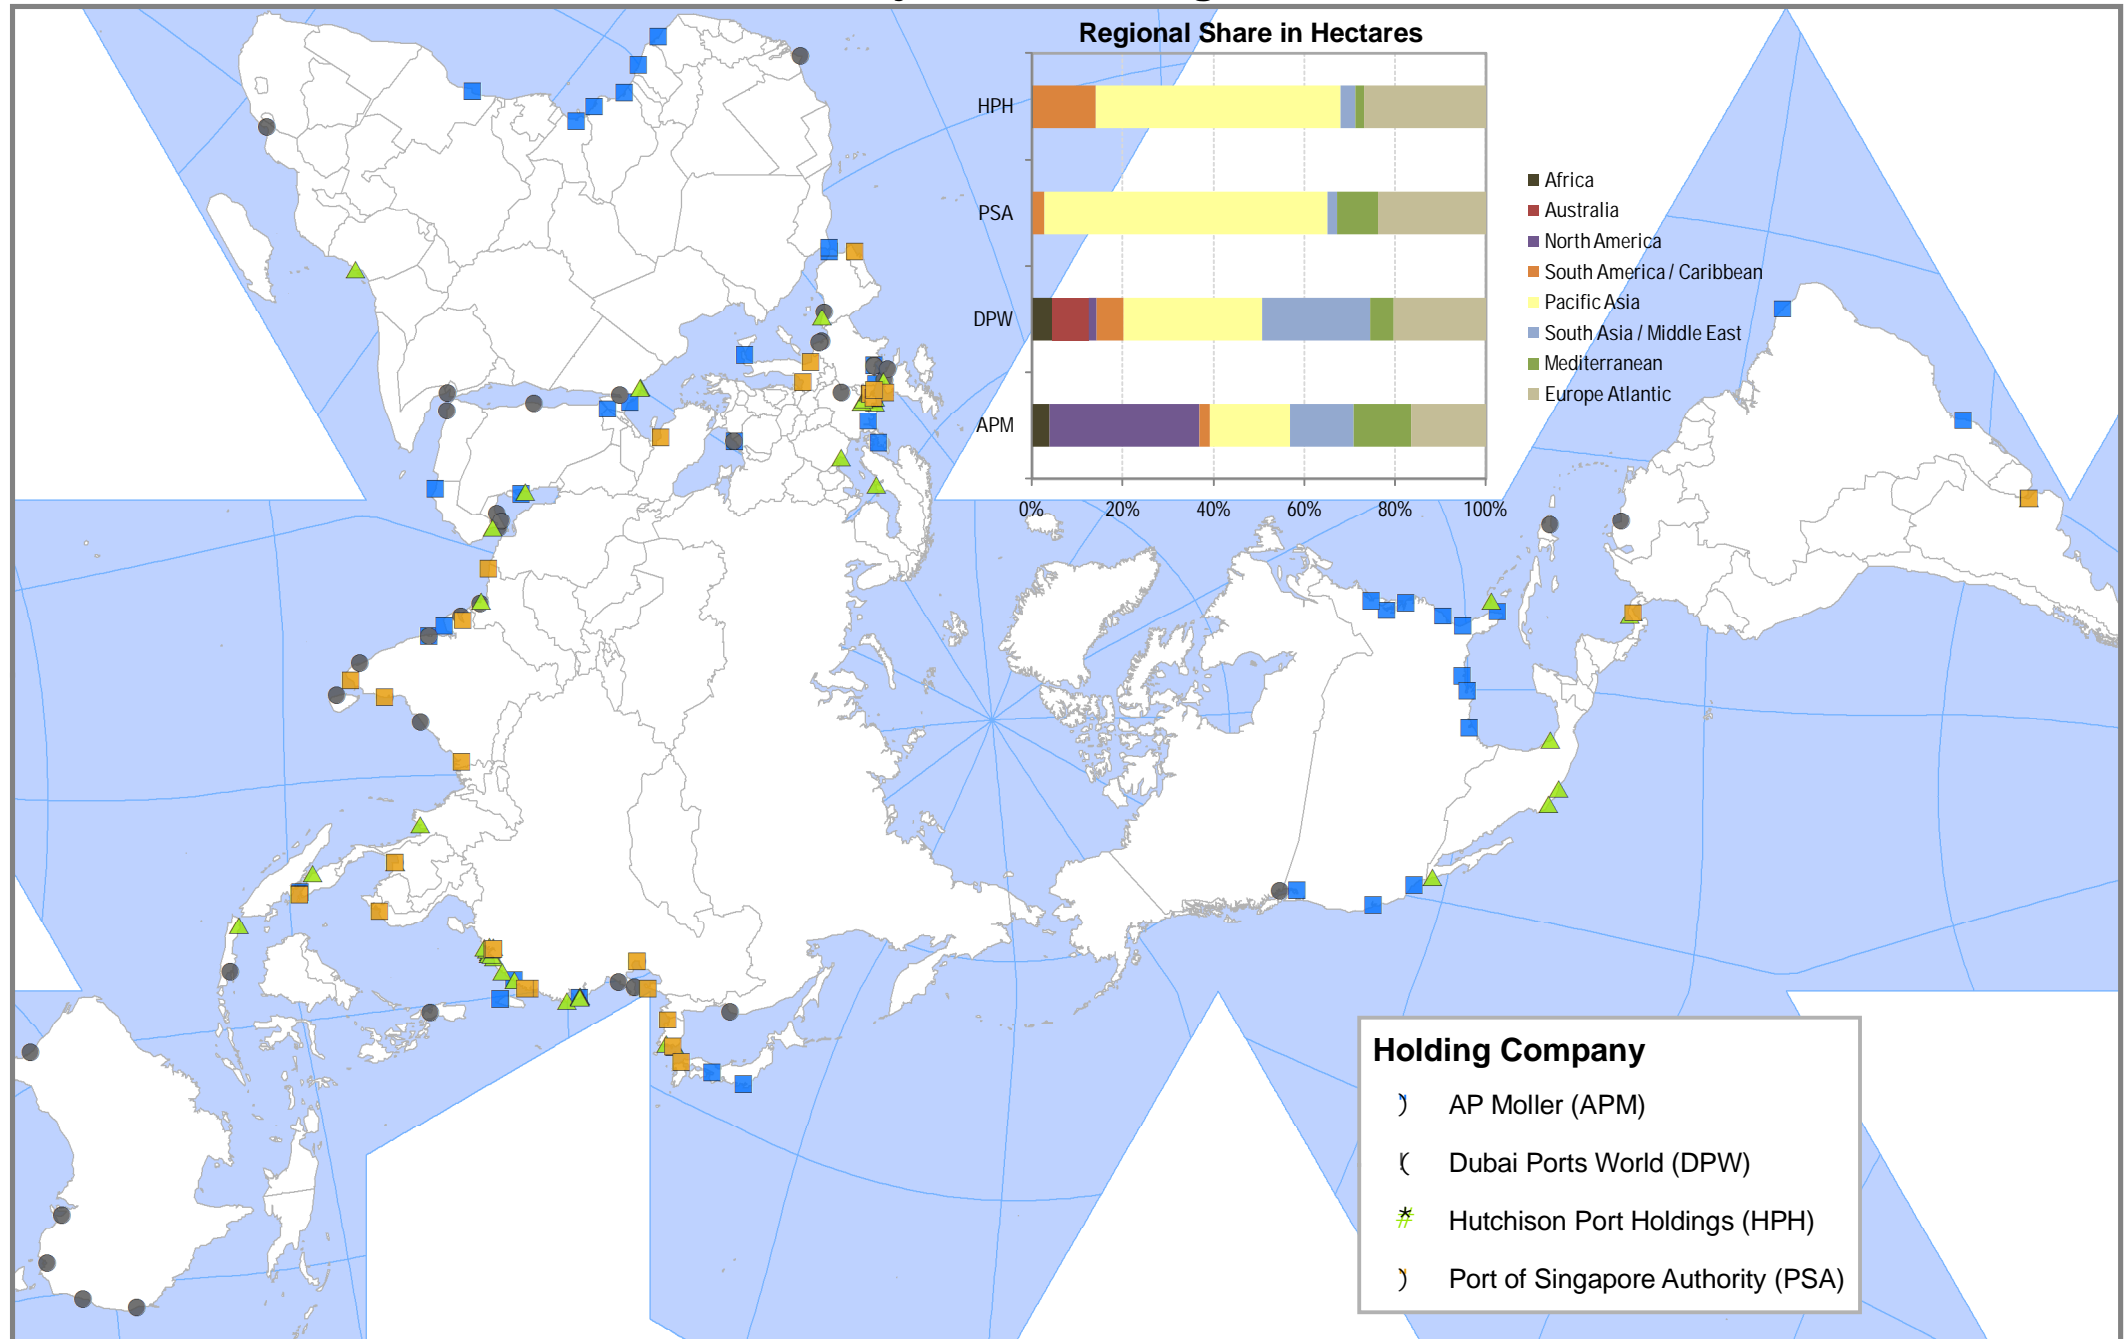 Regional Share in Hectares
HPH
PSA
DPW
APM
0% 20% 40% 60% 80% 100%
Africa
Australia
North America
South America / Caribbean
Pacific Asia
South Asia / Middle East
Mediterranean
Europe Atlantic
Holding Company
AP Moller (APM)
Dubai Ports World (DPW)
Hutchison Port Holdings (HPH)
Port of Singapore Authority (PSA)